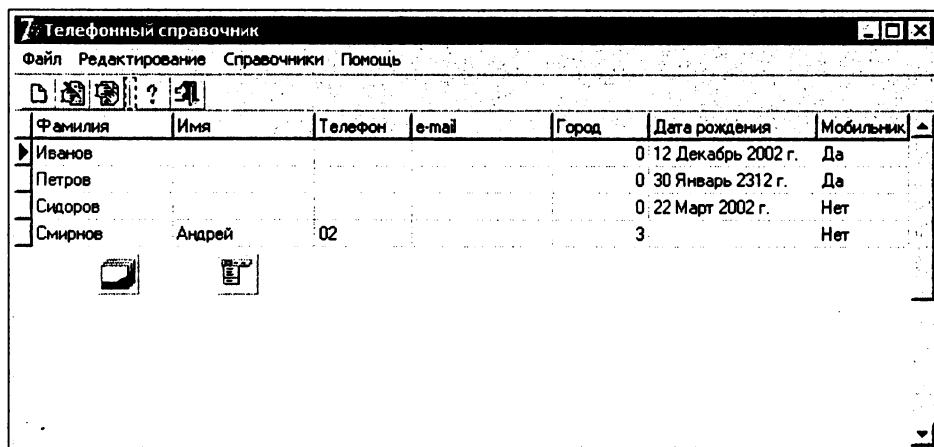 Телефонный справочник
Файл Редактирование Справочники Помощь
Фамилия Имя Телефон e-mail Город Дата рождения Мобильник
Иванов 0 12 Декабрь 2002 г. Да
Петров 0 30 Январь 2312 г. Да
Сидоров 0 22 Март 2002 г. Нет
Смирнов Андрей 02 3 Нет